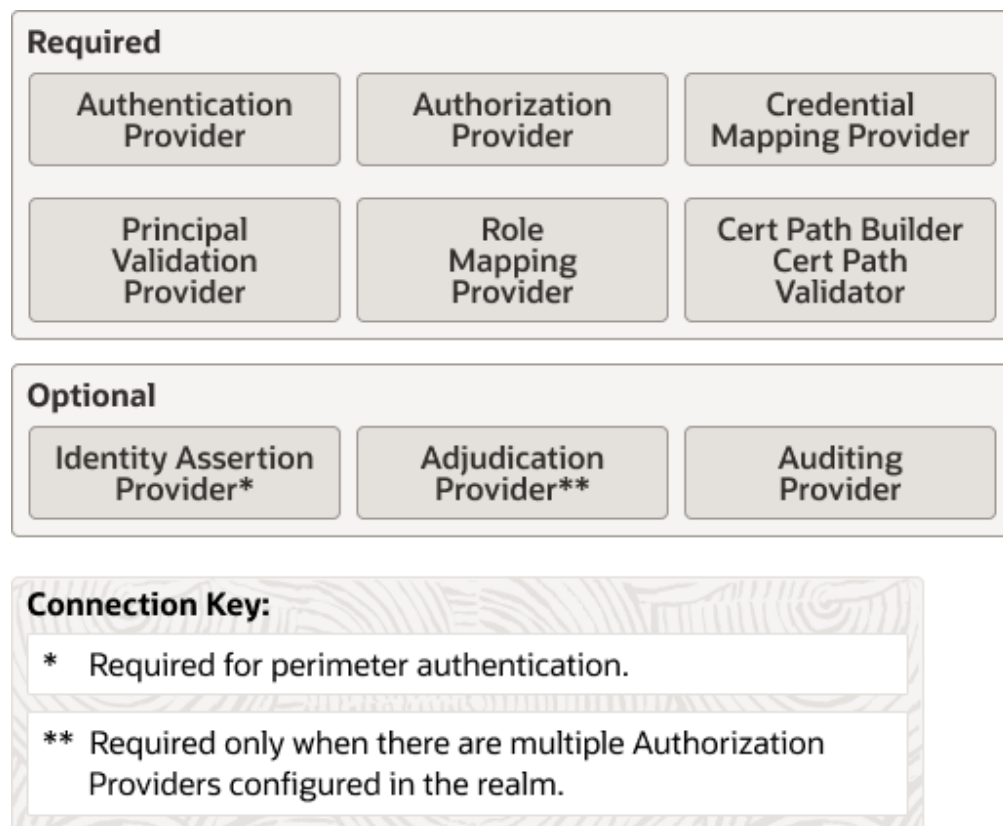 Required
Authentication
Provider
Authorization
Provider
Credential
Mapping Provider
Principal
Validation
Provider
Role
Mapping
Provider
Cert Path Builder
Cert Path
Validator
Optional
Identity Assertion
Provider*
Adjudication
Provider**
Auditing
Provider
Connection Key:
* Required for perimeter authentication.
** Required only when there are multiple Authorization
Providers configured in the realm.